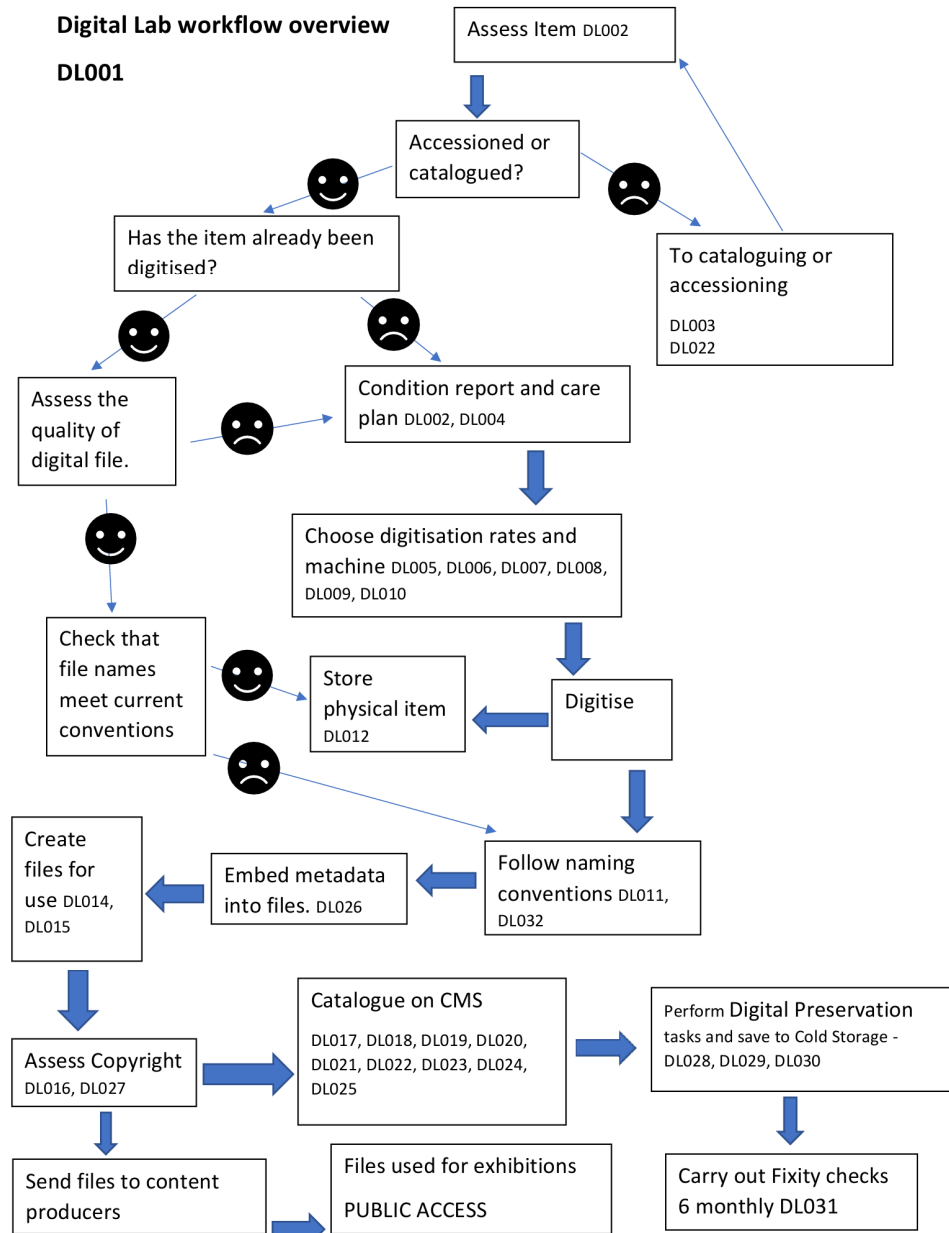 Digital Lab workflow overview
DL001
Assess Item DL002
Accessioned or
catalogued?
Has the item already been
digitised?
To cataloguing or
accessioning
DL003
DL022
Assess the
quality of
digital file.
Condition report and care
plan DL002, DL004
Choose digitisation rates and
machine DL005, DL006, DL007, DL008,
DL009, DL010
Check that
file names
meet current
conventions
Store
physical item
DL012
Digitise
Create
files for
use DL014,
DL015
Embed metadata
into files. DL026
Follow naming
conventions DL011,
DL032
Assess Copyright
DL016, DL027
Catalogue on CMS
DL017, DL018, DL019, DL020,
DL021, DL022, DL023, DL024,
DL025
Perform Digital Preservation
tasks and save to Cold Storage -
DL028, DL029, DL030
Send files to content
producers
Files used for exhibitions
PUBLIC ACCESS
Carry out Fixity checks
6 monthly DL031